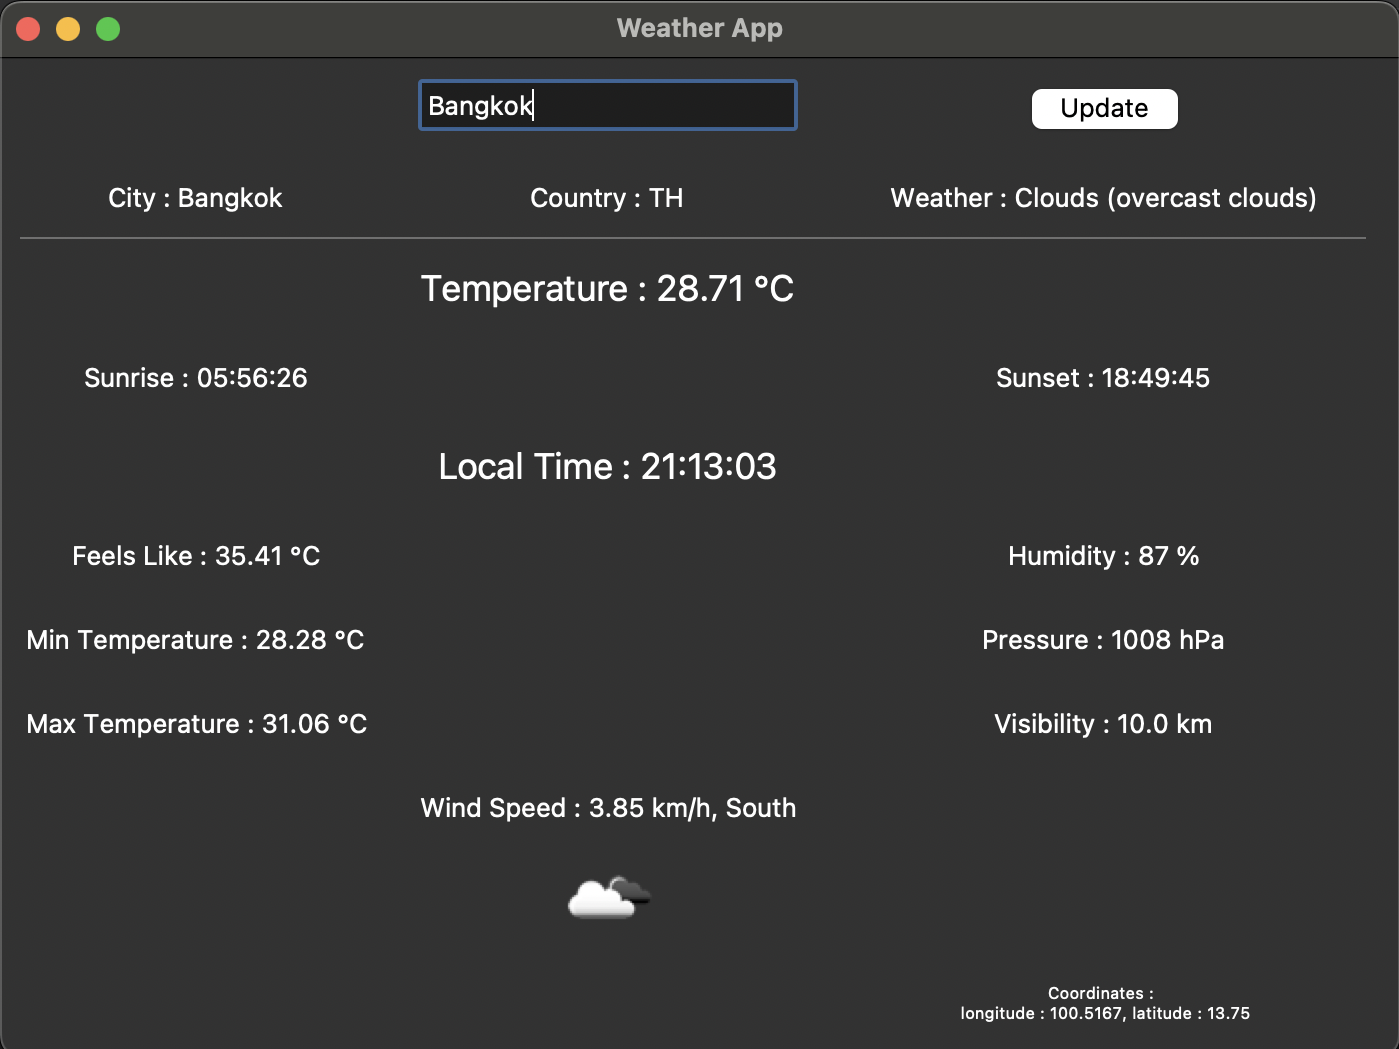 Weather App
Bangkok
Update
City : Bangkok
Country : TH
Weather : Clouds (overcast clouds)
Temperature : 28.71 °C
Sunrise : 05:56:26
Sunset : 18:49:45
Local Time : 21:13:03
Feels Like : 35.41 °C
Humidity : 87 %
Min Temperature : 28.28 °C
Pressure : 1008 hPa
Max Temperature : 31.06 °C
Visibility : 10.0 km
Wind Speed : 3.85 km/h, South
Coordinates :
longitude : 100.5167, latitude : 13.75